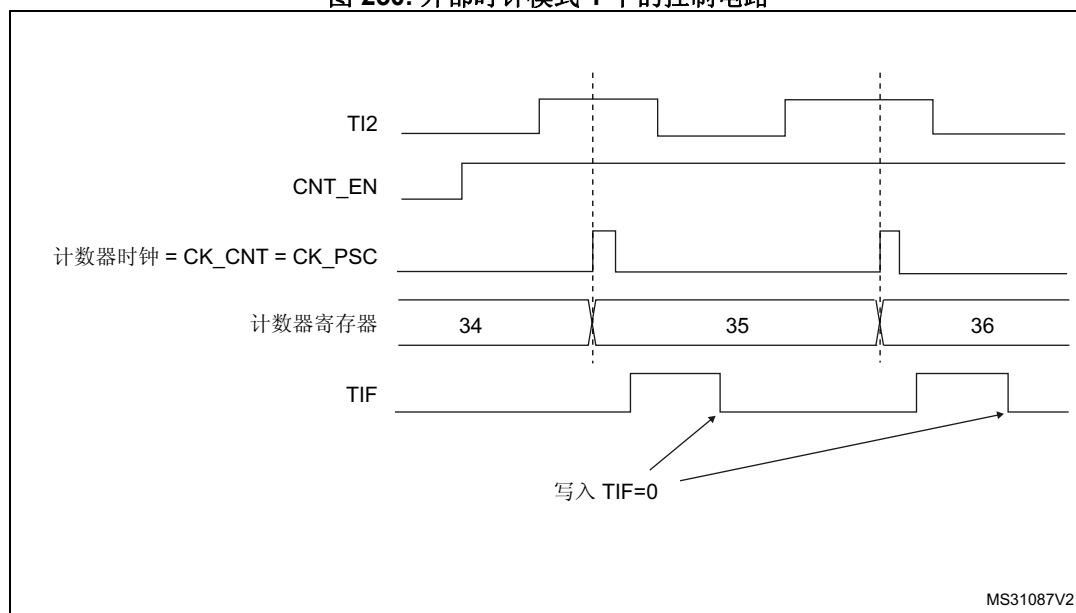 TI2
CNT_EN
计数器时钟 = CK_CNT = CK_PSC
计数器寄存器 34 35 36
TIF
写入 TIF=0
MS31087V2